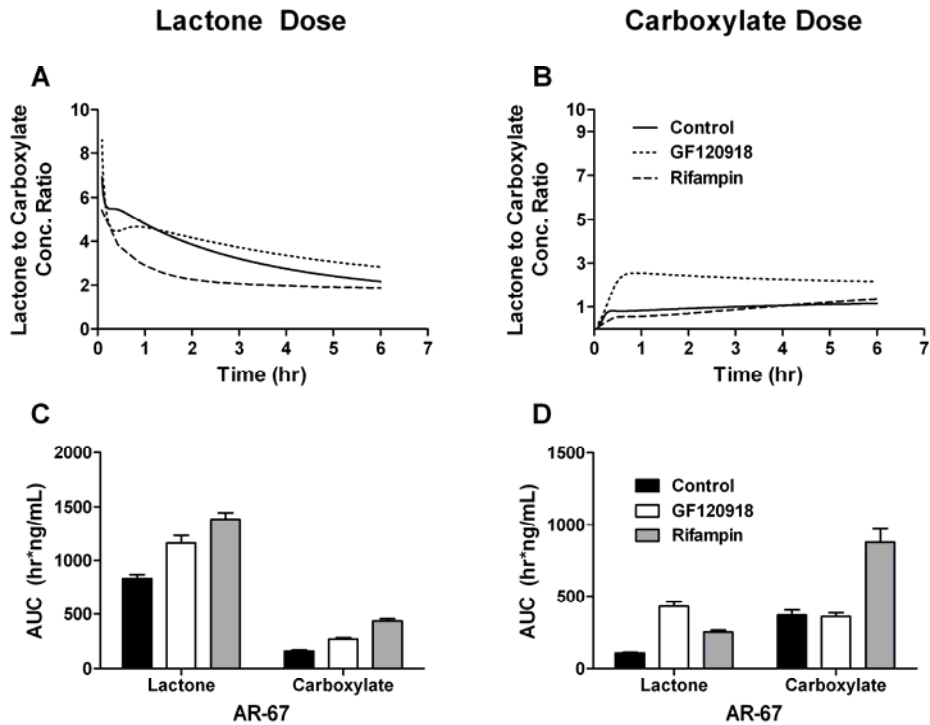 Lactone Dose
Carboxylate Dose
A
Lactone to Carboxylate
Conc. Ratio
10
8
6
4
2
0
0 1 2 3 4 5 6 7
Time (hr)
B
Lactone to Carboxylate
Conc. Ratio
10
9
7
5
3
1
0 1 2 3 4 5 6 7
Time (hr)
Control
GF120918
Rifampin
C
AUC (hr*ng/mL)
2000
1500
1000
500
0
Lactone Carboxylate
AR-67
D
AUC (hr*ng/mL)
1500
1000
500
0
Control
GF120918
Rifampin
Lactone Carboxylate
AR-67